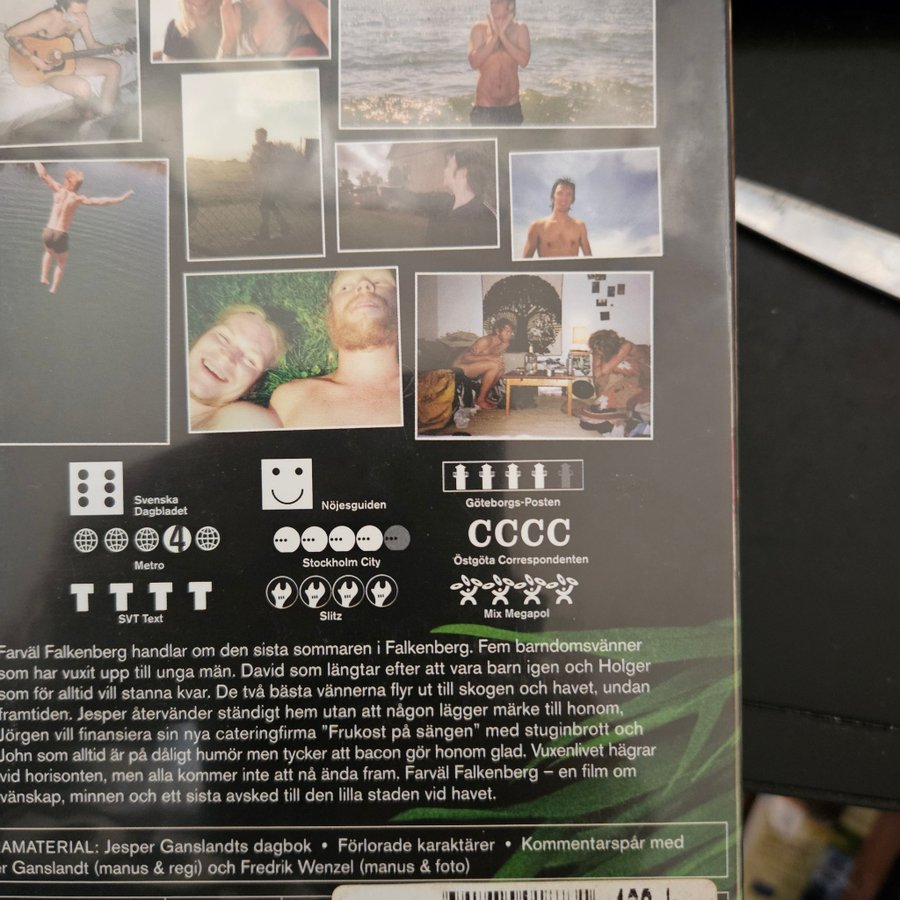 Svenska
Dagbladet
Nöjesguiden
Göteborgs-Posten
4
Metro
Stockholm City
CCCC
Östgöta Correspondenten
TTTT
SVT Text
Slitz
Mix Megapol
Farväl Falkenberg handlar om den sista sommaren i Falkenberg. Fem barndomsvänner
som har vuxit upp till unga män. David som längtar efter att vara barn igen och Holger
som för alltid vill stanna kvar. De två bästa vännerna flyr ut till skogen och havet, undan
framtiden. Jesper återvänder ständigt hem utan att någon lägger märke till honom,
Jörgen vill finansiera sin nya cateringfirma ”Frukost på sängen” med stuginbrott och
John som alltid är på dåligt humör men tycker att bacon gör honom glad. Vuxenlivet hägrar
vid horisonten, men alla kommer inte att nå ända fram. Farväl Falkenberg – en film om
vänskap, minnen och ett sista avsked till den lilla staden vid havet.
AMATERIAL: Jesper Ganslandts dagbok • Förlorade karaktärer • Kommentarspår med
er Ganslandt (manus & regi) och Fredrik Wenzel (manus & foto)